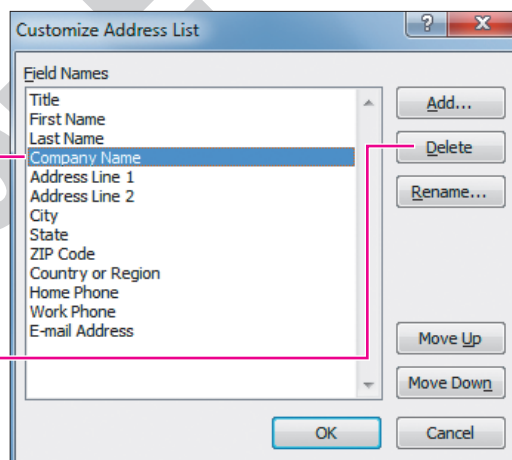 Customize Address List
?
X
Field Names
Title
First Name
Last Name
Company Name
Address Line 1
Address Line 2
City
State
ZIP Code
Country or Region
Home Phone
Work Phone
E-mail Address
Add...
Delete
Rename...
Move Up
Move Down
OK
Cancel